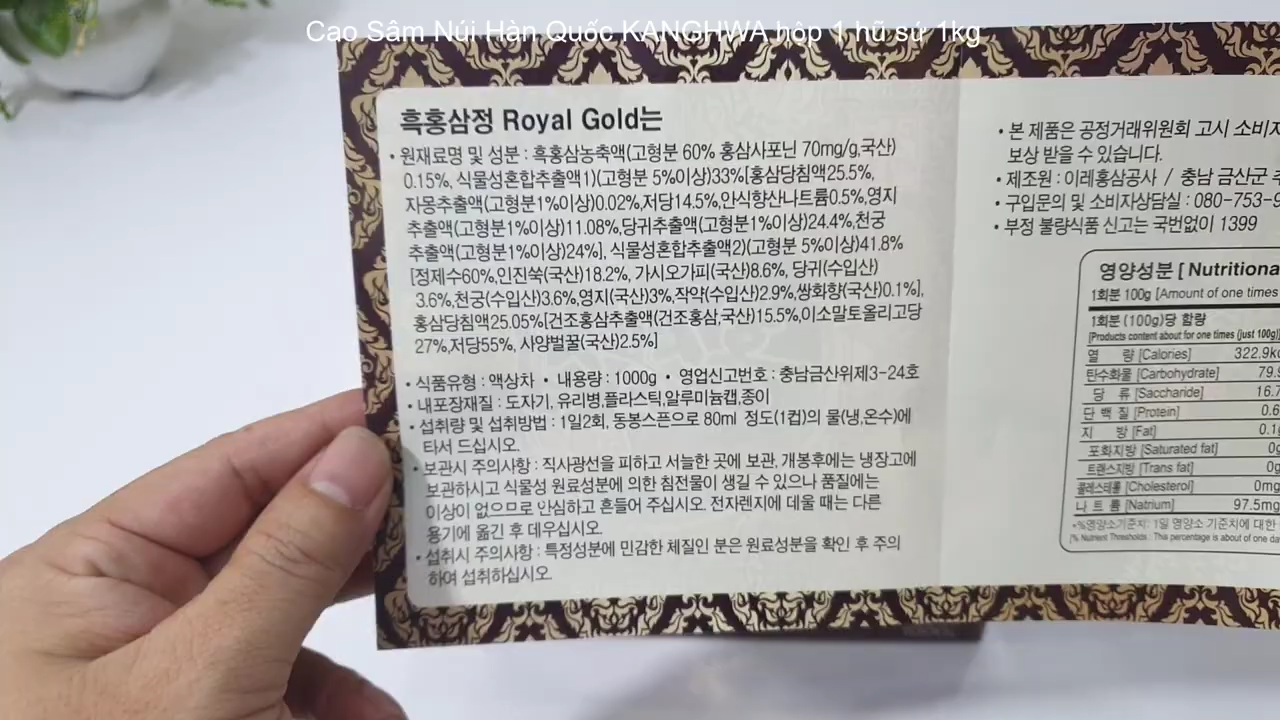 Cao Sâm Núi Hàn Quốc KANGHWA hộp 1 hũ sứ 1kg
흑홍삼정 Royal Gold는
• 원재료명 및 성분 : 흑홍삼농축액(고형분 60% 홍삼사포닌 70mg/g,국산)
0.15%, 식물성혼합추출액1)(고형분 5%이상)33%[홍삼당침액25.5%,
자몽추출액(고형분1%이상)0.02%,저당14.5%,안식향산나트륨0.5%,영지
추출액(고형분1%이상)11.08%,당귀추출액(고형분1%이상)24.4%,천궁
추출액(고형분1%이상)24%], 식물성혼합추출액2)(고형분 5%이상)41.8%
[정제수60%,인진쑥(국산)18.2%, 가시오가피(국산)8.6%, 당귀(수입산)
3.6%,천궁(수입산)3.6%,영지(국산)3%,작약(수입산)2.9%,쌍화향(국산)0.1%],
홍삼당침액25.05%[건조홍삼추출액(건조홍삼,국산)15.5%,이소말토올리고당
27%,저당55%, 사양벌꿀(국산)2.5%]
• 식품유형 : 액상차 • 내용량 : 1000g • 영업신고번호 : 충남금산위제3-24호
• 내포장재질 : 도자기, 유리병,플라스틱,알루미늄캡,종이
• 섭취량 및 섭취방법 : 1일2회, 동봉스푼으로 80ml 정도(1컵)의 물(냉,온수)에
타서 드십시오.
• 보관시 주의사항 : 직사광선을 피하고 서늘한 곳에 보관, 개봉후에는 냉장고에
보관하시고 식물성 원료성분에 의한 침전물이 생길 수 있으나 품질에는
이상이 없으므로 안심하고 흔들어 주십시오. 전자렌지에 데울 때는 다른
용기에 옮긴 후 데우십시오.
• 섭취시 주의사항 : 특정성분에 민감한 체질인 분은 원료성분을 확인 후 주의
하여 섭취하십시오.
• 본 제품은 공정거래위원회 고시 소비자
보상 받을 수 있습니다.
• 제조원 : 이레홍삼공사 / 충남 금산군
• 구입문의 및 소비자상담실 : 080-753-9
• 부정 불량식품 신고는 국번없이 1399
영양성분 [ Nutritiona
1회분 100g [Amount of one times
1회분 (100g)당 함량
[Products content about for one times (just 100g)]
열 량 [Calories] 322.9k
탄수화물 [Carbohydrate] 79.9
당 류 [Saccharide] 16.7
단 백 질 [Protein] 0.6
지 방 [Fat] 0.1
포화지방 [Saturated fat] 0g
트랜스지방 [Trans fat] 0g
콜레스테롤 [Cholesterol] 0mg
나 트 륨 [Natrium] 97.5mg
*%영양소기준치: 1일 영양소 기준치에 대한
[% Nutrient Thresholds : This percentage is about of one da